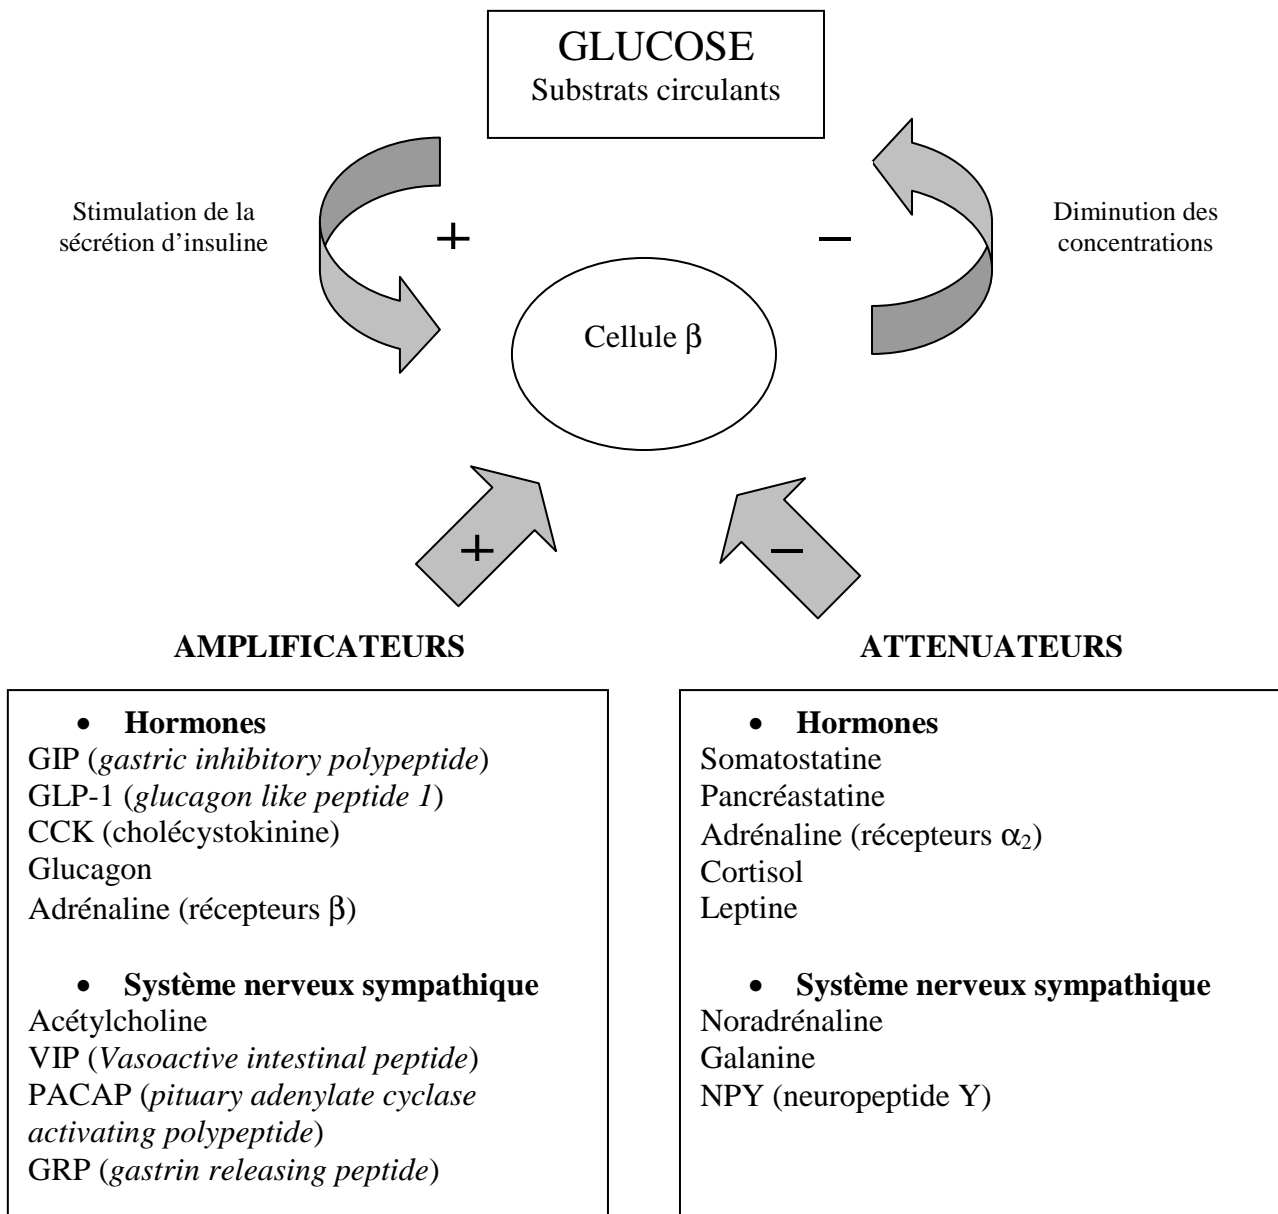 GLUCOSE
Substrats circulants
Stimulation de la
sécrétion d’insuline
+
−
Diminution des
concentrations
Cellule β
+
−
AMPLIFICATEURS
• Hormones
GIP (gastric inhibitory polypeptide)
GLP-1 (glucagon like peptide 1)
CCK (cholécystokinine)
Glucagon
Adrénaline (récepteurs β)
• Système nerveux sympathique
Acétylcholine
VIP (Vasoactive intestinal peptide)
PACAP (pituary adenylate cyclase
activating polypeptide)
GRP (gastrin releasing peptide)
ATTENUATEURS
• Hormones
Somatostatine
Pancréastatine
Adrénaline (récepteurs α₂)
Cortisol
Leptine
• Système nerveux sympathique
Noradrénaline
Galanine
NPY (neuropeptide Y)